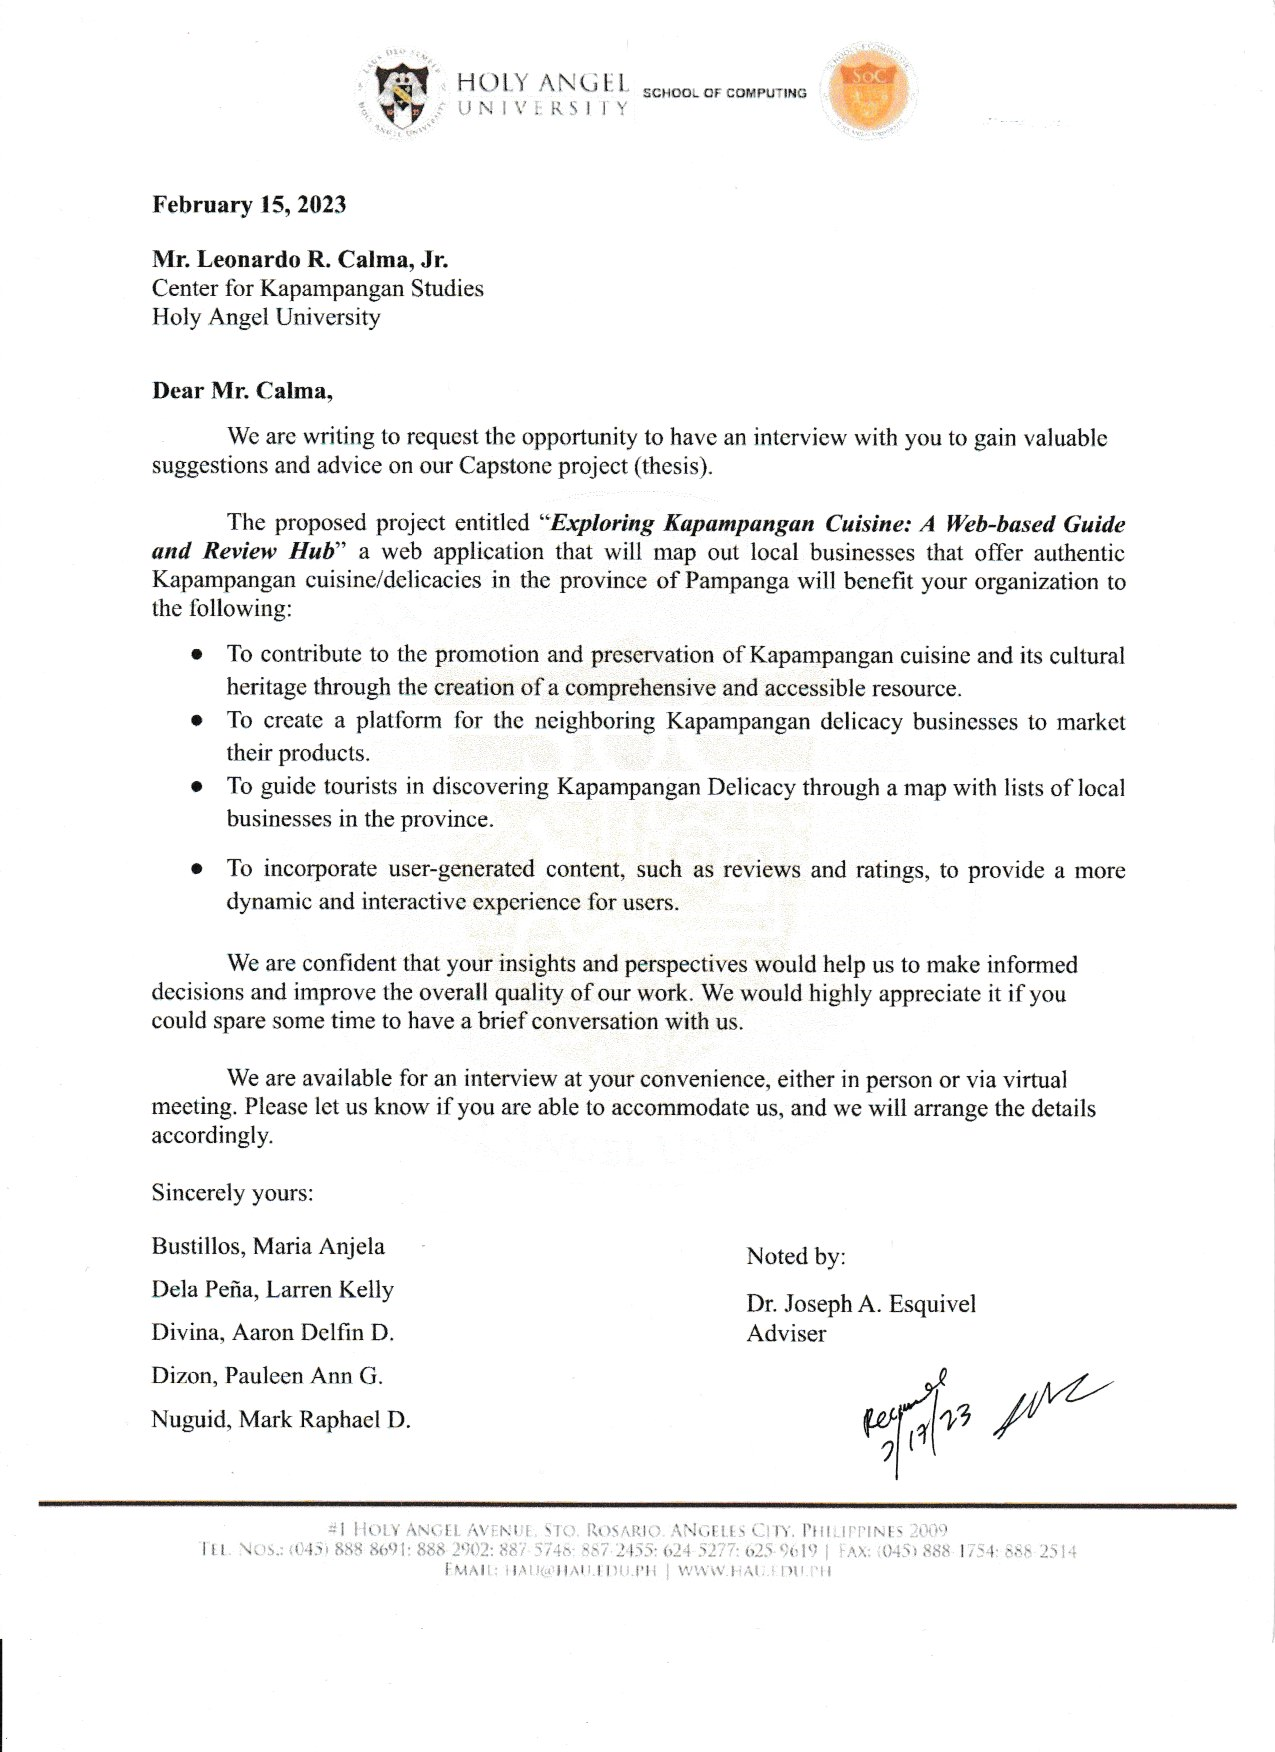 HOLY ANGEL
UNIVERSITY
SCHOOL OF COMPUTING
SOC
February 15, 2023
Mr. Leonardo R. Calma, Jr.
Center for Kapampangan Studies
Holy Angel University
Dear Mr. Calma,
We are writing to request the opportunity to have an interview with you to gain valuable
suggestions and advice on our Capstone project (thesis).
The proposed project entitled “Exploring Kapampangan Cuisine: A Web-based Guide
and Review Hub” a web application that will map out local businesses that offer authentic
Kapampangan cuisine/delicacies in the province of Pampanga will benefit your organization to
the following:
● To contribute to the promotion and preservation of Kapampangan cuisine and its cultural
heritage through the creation of a comprehensive and accessible resource.
● To create a platform for the neighboring Kapampangan delicacy businesses to market
their products.
● To guide tourists in discovering Kapampangan Delicacy through a map with lists of local
businesses in the province.
● To incorporate user-generated content, such as reviews and ratings, to provide a more
dynamic and interactive experience for users.
We are confident that your insights and perspectives would help us to make informed
decisions and improve the overall quality of our work. We would highly appreciate it if you
could spare some time to have a brief conversation with us.
We are available for an interview at your convenience, either in person or via virtual
meeting. Please let us know if you are able to accommodate us, and we will arrange the details
accordingly.
Sincerely yours:
Bustillos, Maria Anjela
Dela Peña, Larren Kelly
Divina, Aaron Delfin D.
Dizon, Pauleen Ann G.
Nuguid, Mark Raphael D.
Noted by:
Dr. Joseph A. Esquivel
Adviser
2/17/23
#1 HOLY ANGEL AVENUE, STO. ROSARIO, ANGELES CITY, PHILIPPINES 2009
TEL. NOS.: (045) 888 8691; 888-2902; 887-5748; 887-2455; 624-5277; 625-9619 | FAX: (045) 888-1754; 888-2514
EMAIL: HAU@HAU.EDU.PH | WWW.HAU.EDU.PH